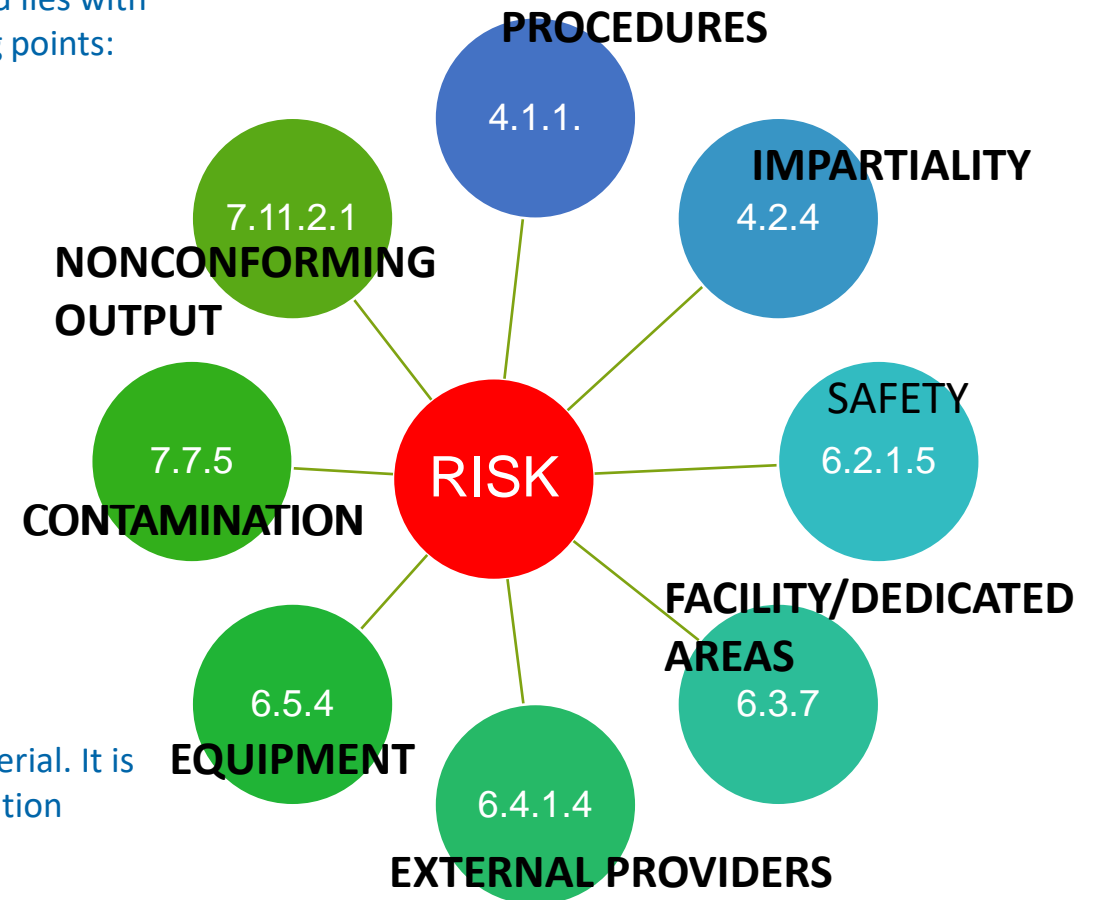 d lies with
g points:
PROCEDURES
4.1.1.
IMPARTIALITY
4.2.4
7.11.2.1
NONCONFORMING
OUTPUT
SAFETY
6.2.1.5
7.7.5
CONTAMINATION
RISK
FACILITY/DEDICATED
AREAS
6.3.7
6.5.4
EQUIPMENT
6.4.1.4
EXTERNAL PROVIDERS
erial. It is
tion